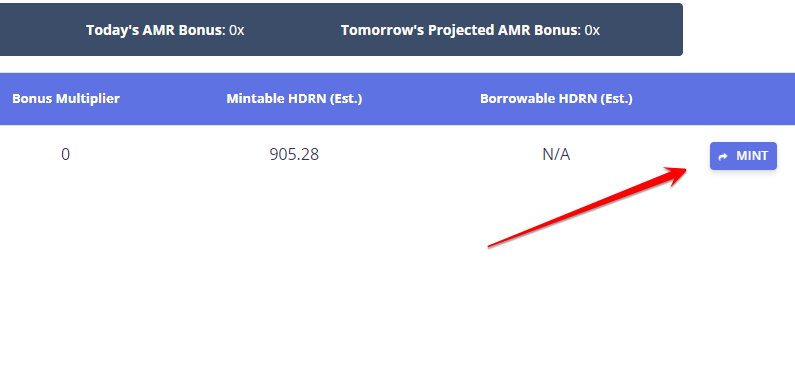 Today's AMR Bonus: 0x Tomorrow's Projected AMR Bonus: 0x
Bonus Multiplier Mintable HDRN (Est.) Borrowable HDRN (Est.)
0 905.28 N/A MINT